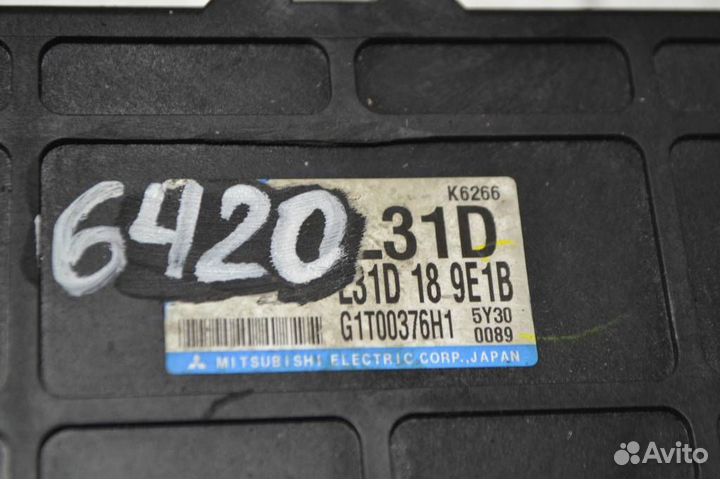 K6266
6420
L31D
L31D 18 9E1B
G1T00376H1 5Y30
0089
MITSUBISHI ELECTRIC CORP., JAPAN
Avito